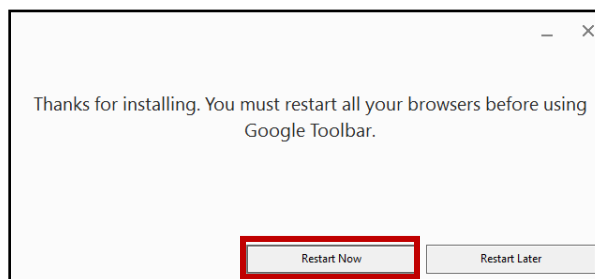 Thanks for installing. You must restart all your browsers before using
Google Toolbar.
Restart Now
Restart Later